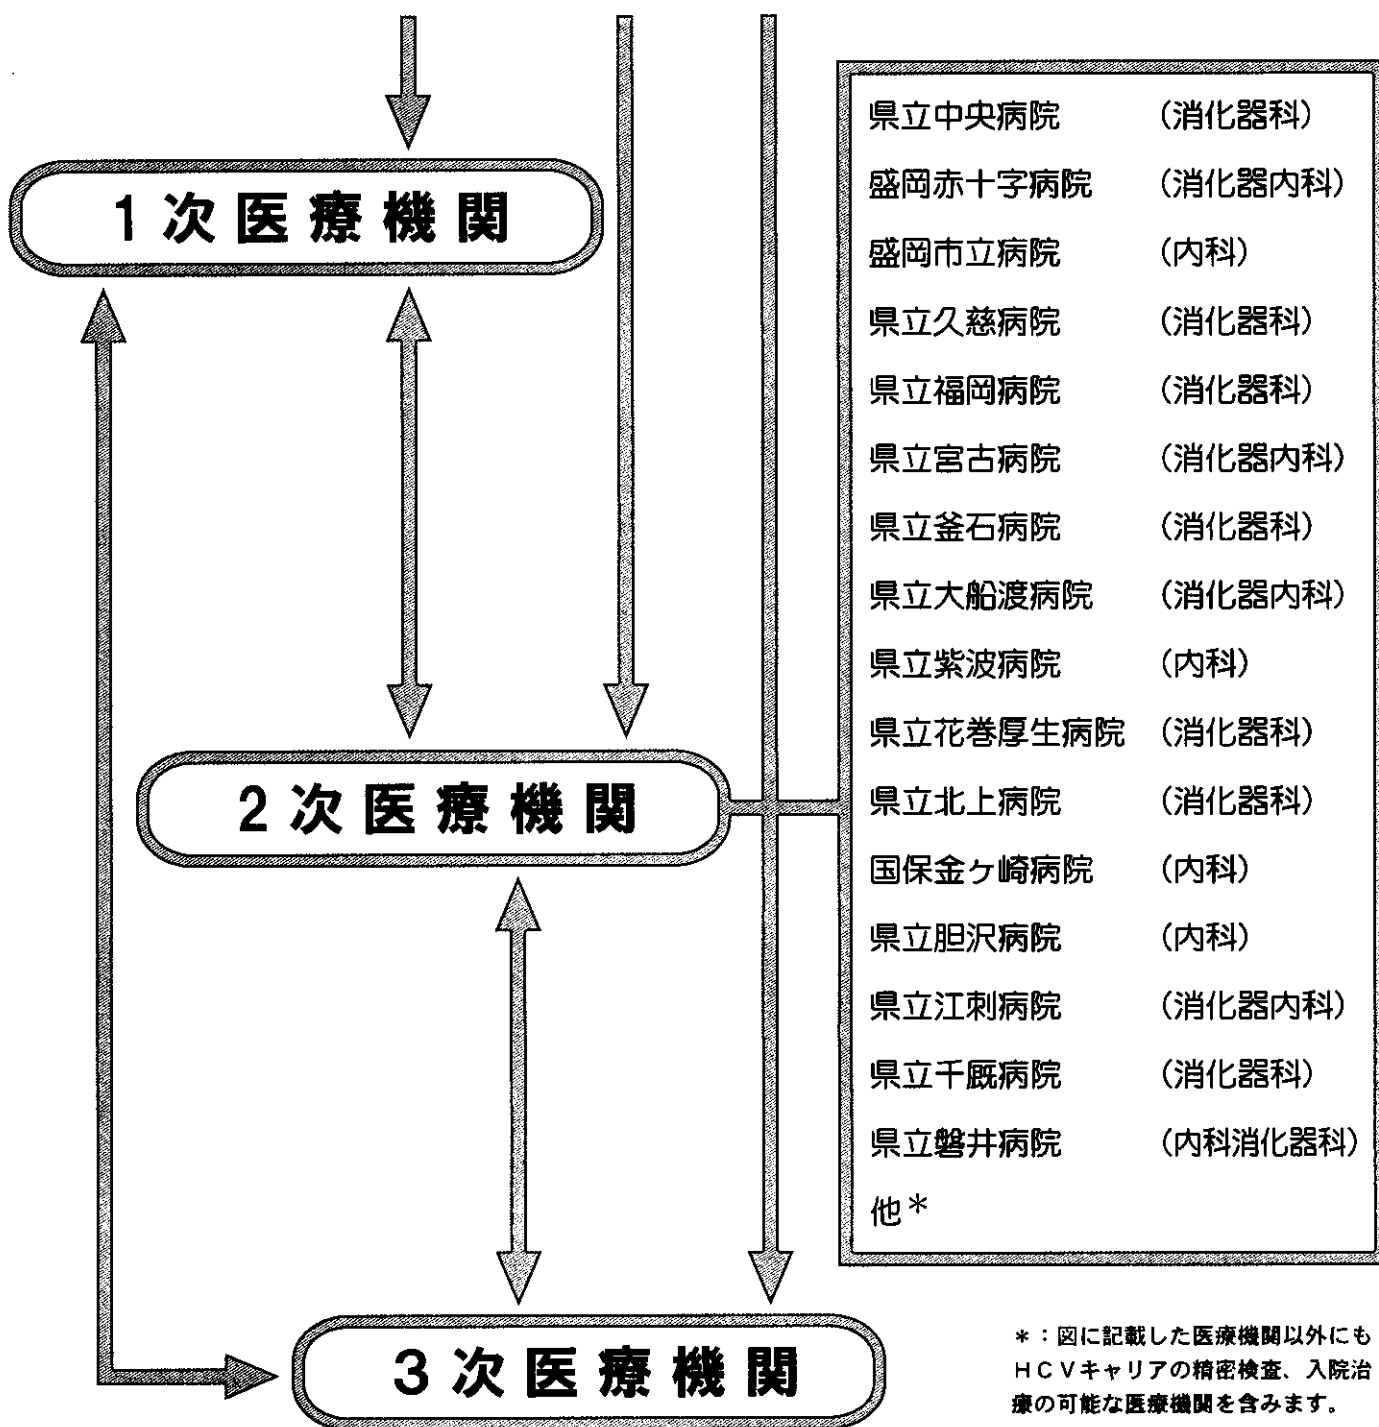 1次医療機関
県立中央病院 （消化器科）
盛岡赤十字病院 （消化器内科）
盛岡市立病院 （内科）
県立久慈病院 （消化器科）
県立福岡病院 （消化器科）
県立宮古病院 （消化器内科）
県立釜石病院 （消化器科）
県立大船渡病院 （消化器内科）
県立紫波病院 （内科）
県立花巻厚生病院 （消化器科）
県立北上病院 （消化器科）
国保金ヶ崎病院 （内科）
県立胆沢病院 （内科）
県立江刺病院 （消化器内科）
県立千厩病院 （消化器科）
県立磐井病院 （内科消化器科）
他＊
2次医療機関
3次医療機関
＊：図に記載した医療機関以外にも
ＨＣＶキャリアの精密検査、入院治
療の可能な医療機関を含みます。